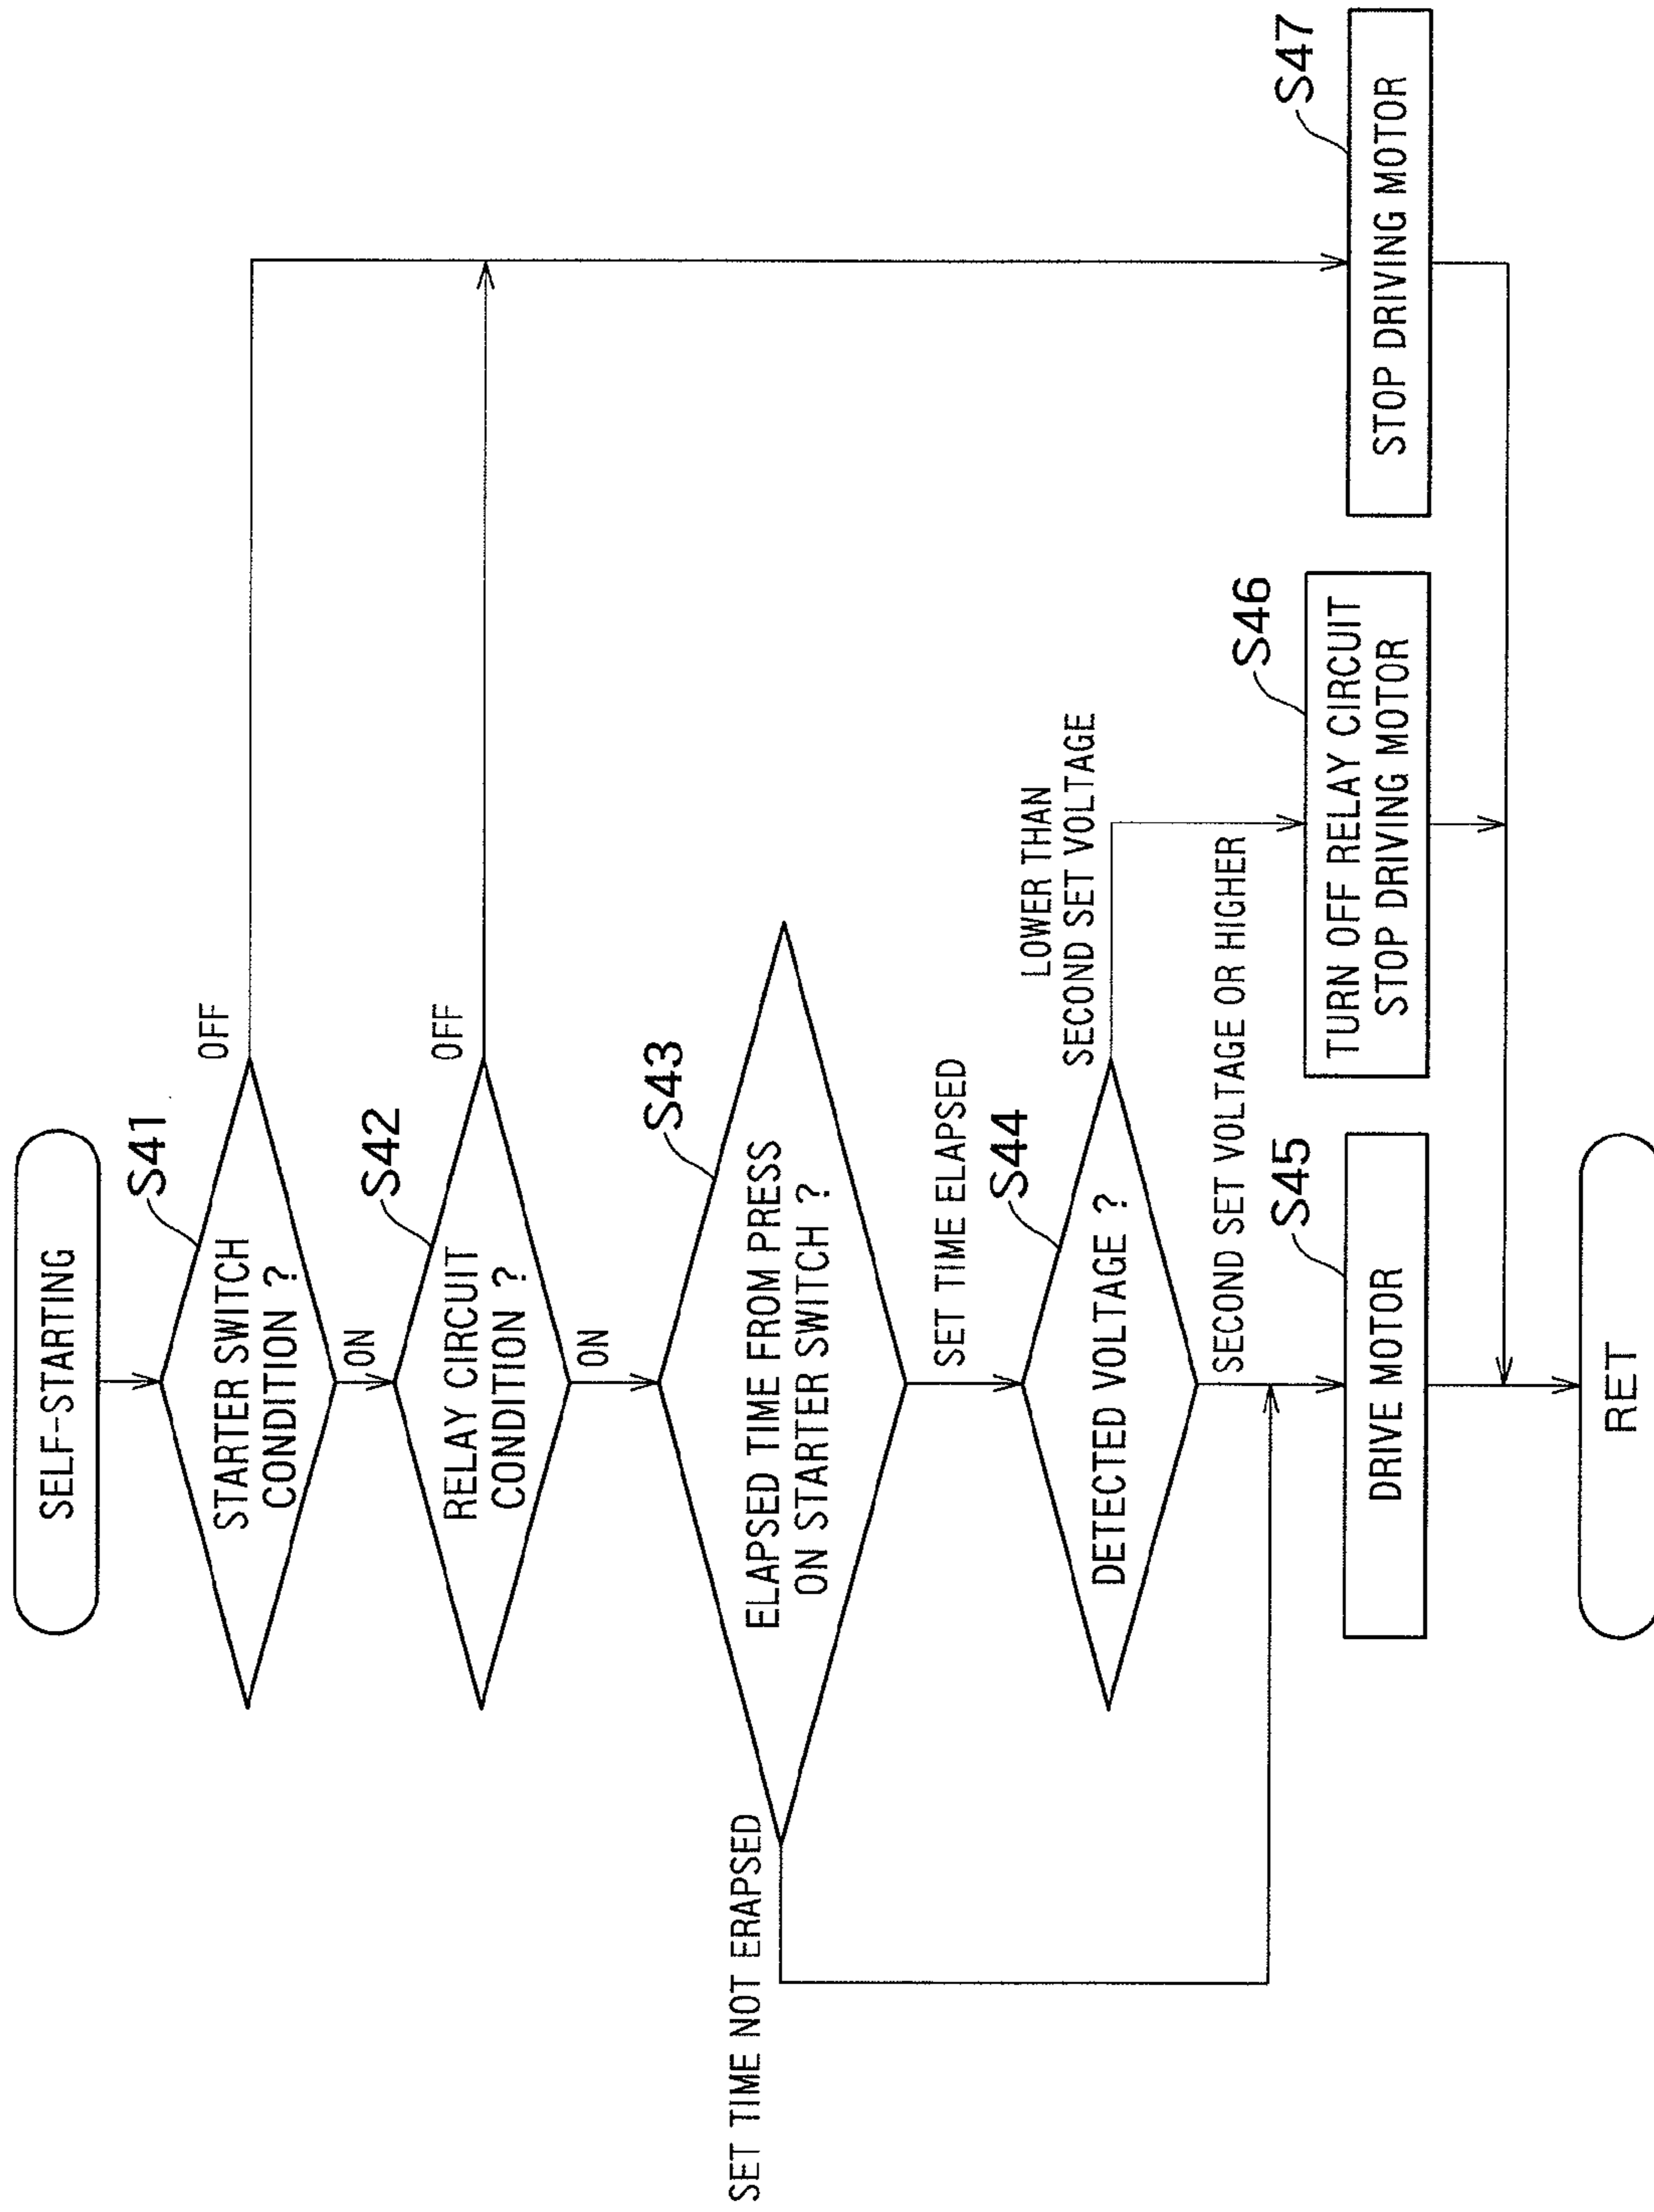 SELF-STARTING
S41
STARTER SWITCH
CONDITION ?
OFF
ON
S42
RELAY CIRCUIT
CONDITION ?
OFF
ON
S43
ELAPSED TIME FROM PRESS
ON STARTER SWITCH ?
SET TIME NOT ERAPSED
SET TIME ELAPSED
S44
DETECTED VOLTAGE ?
LOWER THAN
SECOND SET VOLTAGE
SECOND SET VOLTAGE OR HIGHER
S45
DRIVE MOTOR
S46
TURN OFF RELAY CIRCUIT
STOP DRIVING MOTOR
S47
STOP DRIVING MOTOR
RET